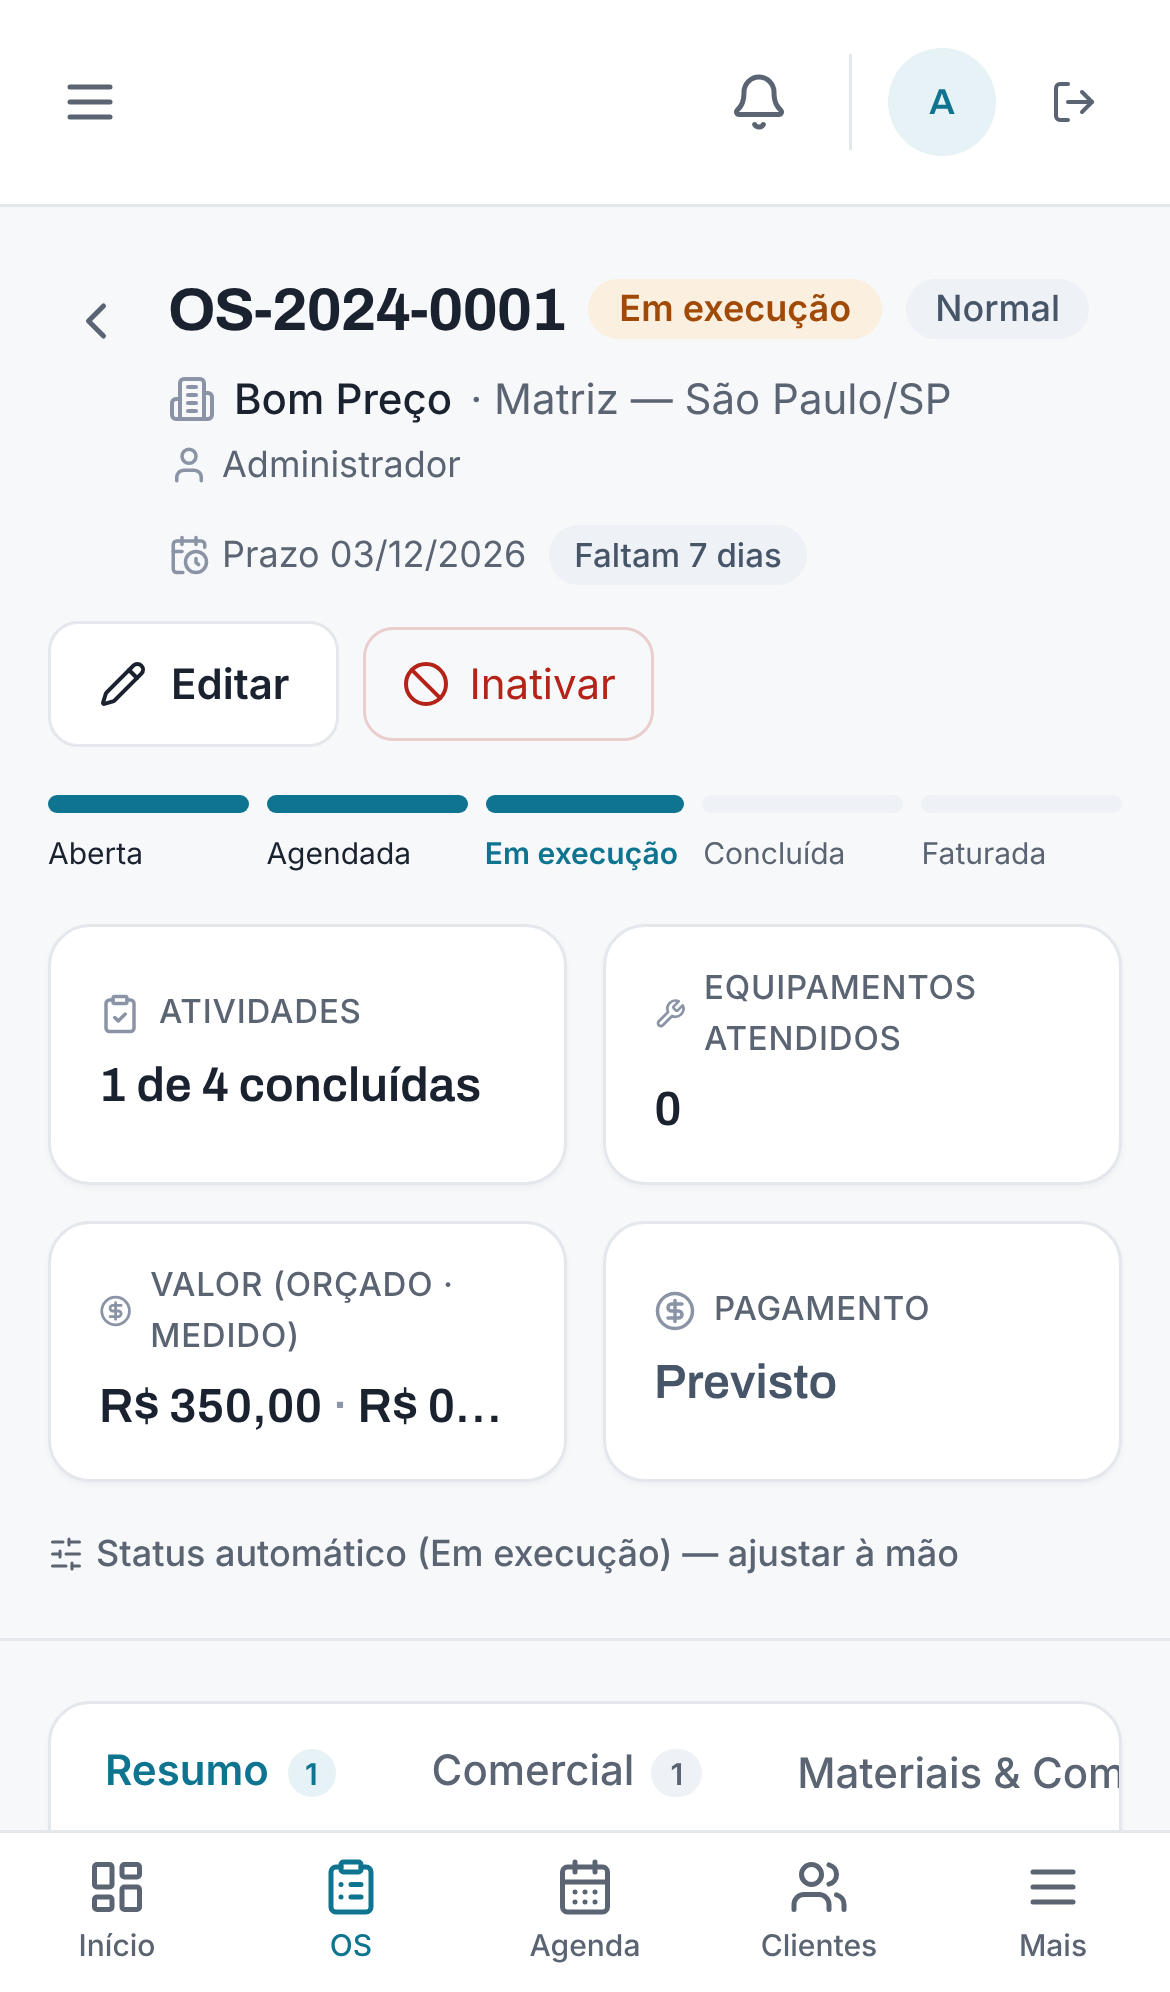 A
OS-2024-0001 Em execução Normal
Bom Preço · Matriz — São Paulo/SP
Administrador
Prazo 03/12/2026 Faltam 7 dias
Editar Inativar
Aberta Agendada Em execução Concluída Faturada
ATIVIDADES
1 de 4 concluídas
EQUIPAMENTOS
ATENDIDOS
0
VALOR (ORÇADO ·
MEDIDO)
R$ 350,00 · R$ 0...
PAGAMENTO
Previsto
Status automático (Em execução) — ajustar à mão
Resumo 1 Comercial 1 Materiais & Com
Início OS Agenda Clientes Mais